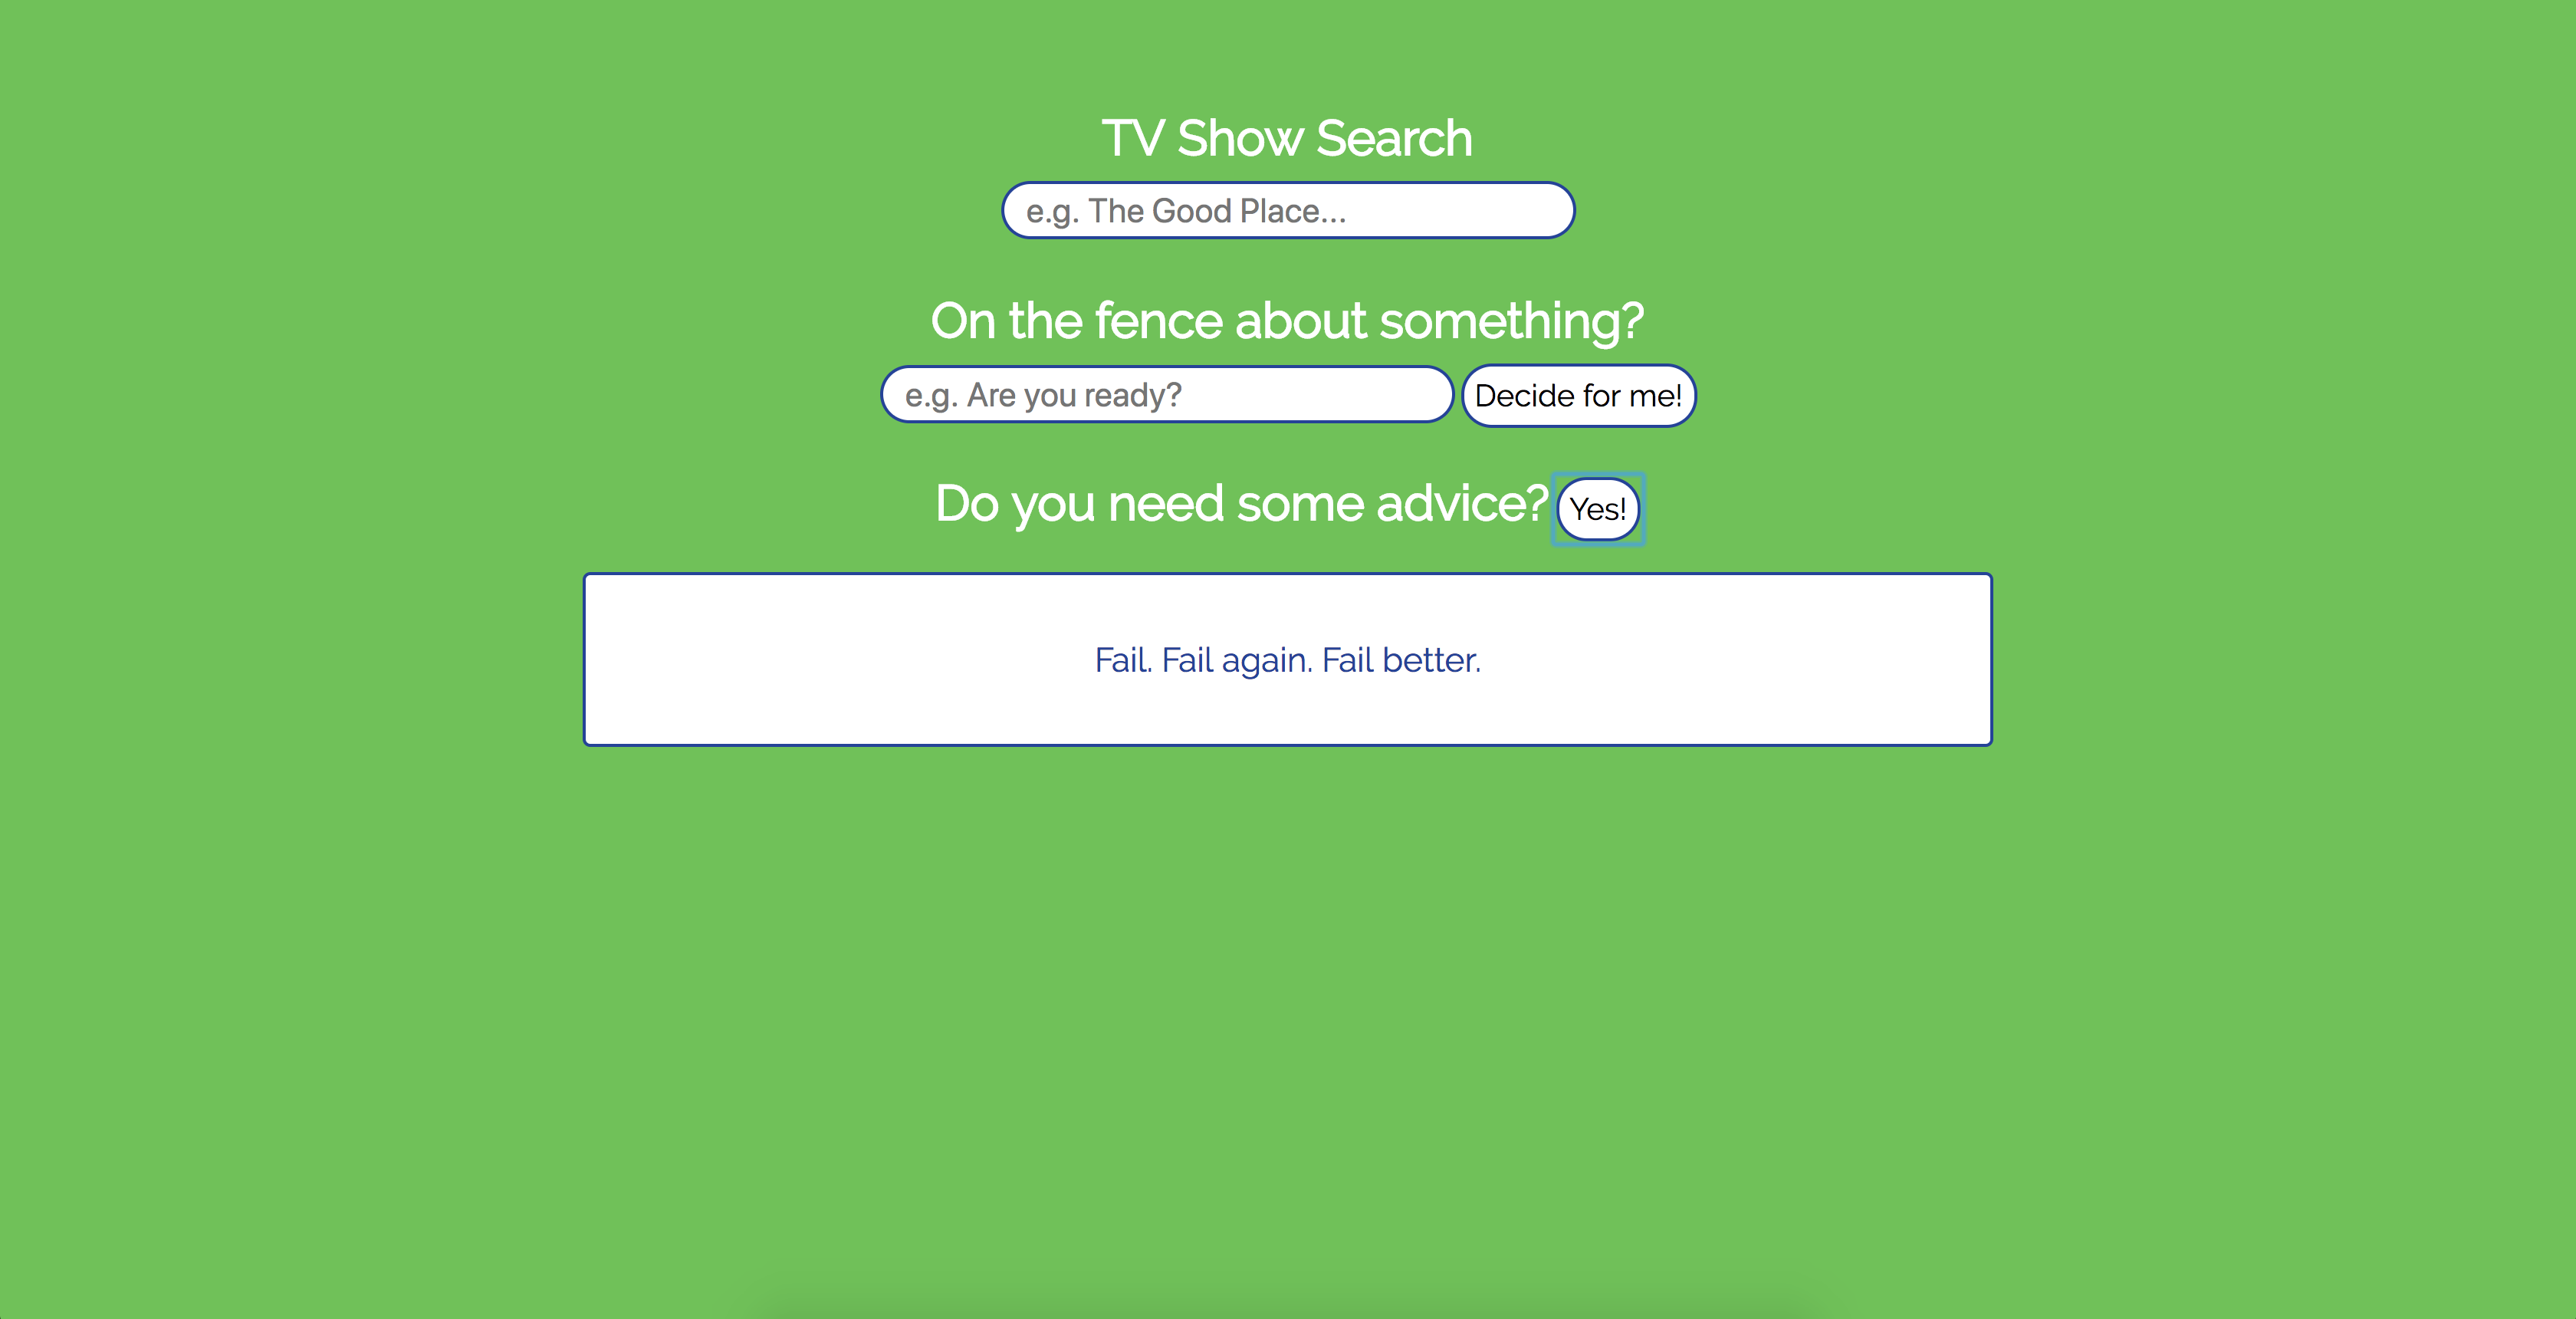 TV Show Search
e.g. The Good Place...
On the fence about something?
e.g. Are you ready? Decide for me!
Do you need some advice? Yes!
Fail. Fail again. Fail better.